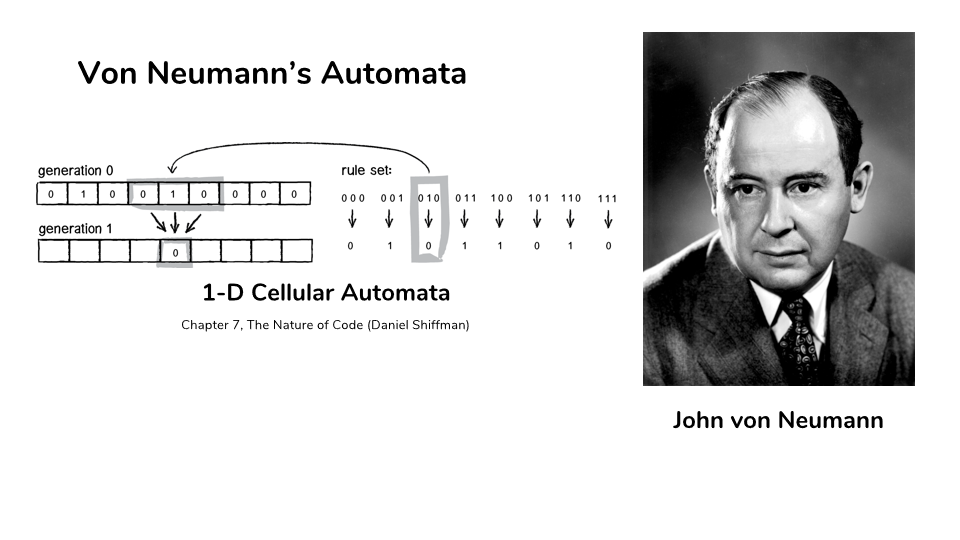 Von Neumann's Automata
generation 0
0 1 0 0 1 0 0 0 0
generation 1
0
rule set:
000 001 010 011 100 101 110 111
0 1 0 1 1 0 1 0
1-D Cellular Automata
Chapter 7, The Nature of Code (Daniel Shiffman)
John von Neumann